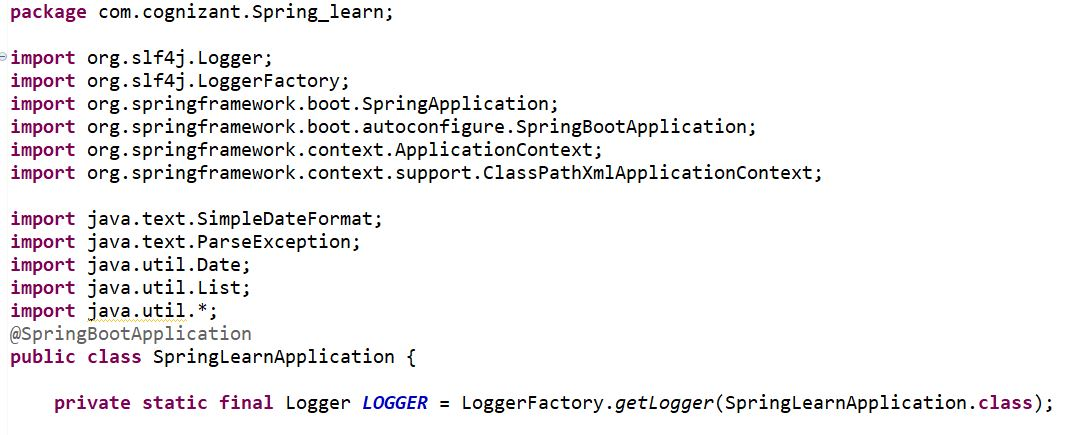 package com.cognizant.Spring_learn;
import org.slf4j.Logger;
import org.slf4j.LoggerFactory;
import org.springframework.boot.SpringApplication;
import org.springframework.boot.autoconfigure.SpringBootApplication;
import org.springframework.context.ApplicationContext;
import org.springframework.context.support.ClassPathXmlApplicationContext;
import java.text.SimpleDateFormat;
import java.text.ParseException;
import java.util.Date;
import java.util.List;
import java.util.*;
@SpringBootApplication
public class SpringLearnApplication {
private static final Logger LOGGER = LoggerFactory.getLogger(SpringLearnApplication.class);